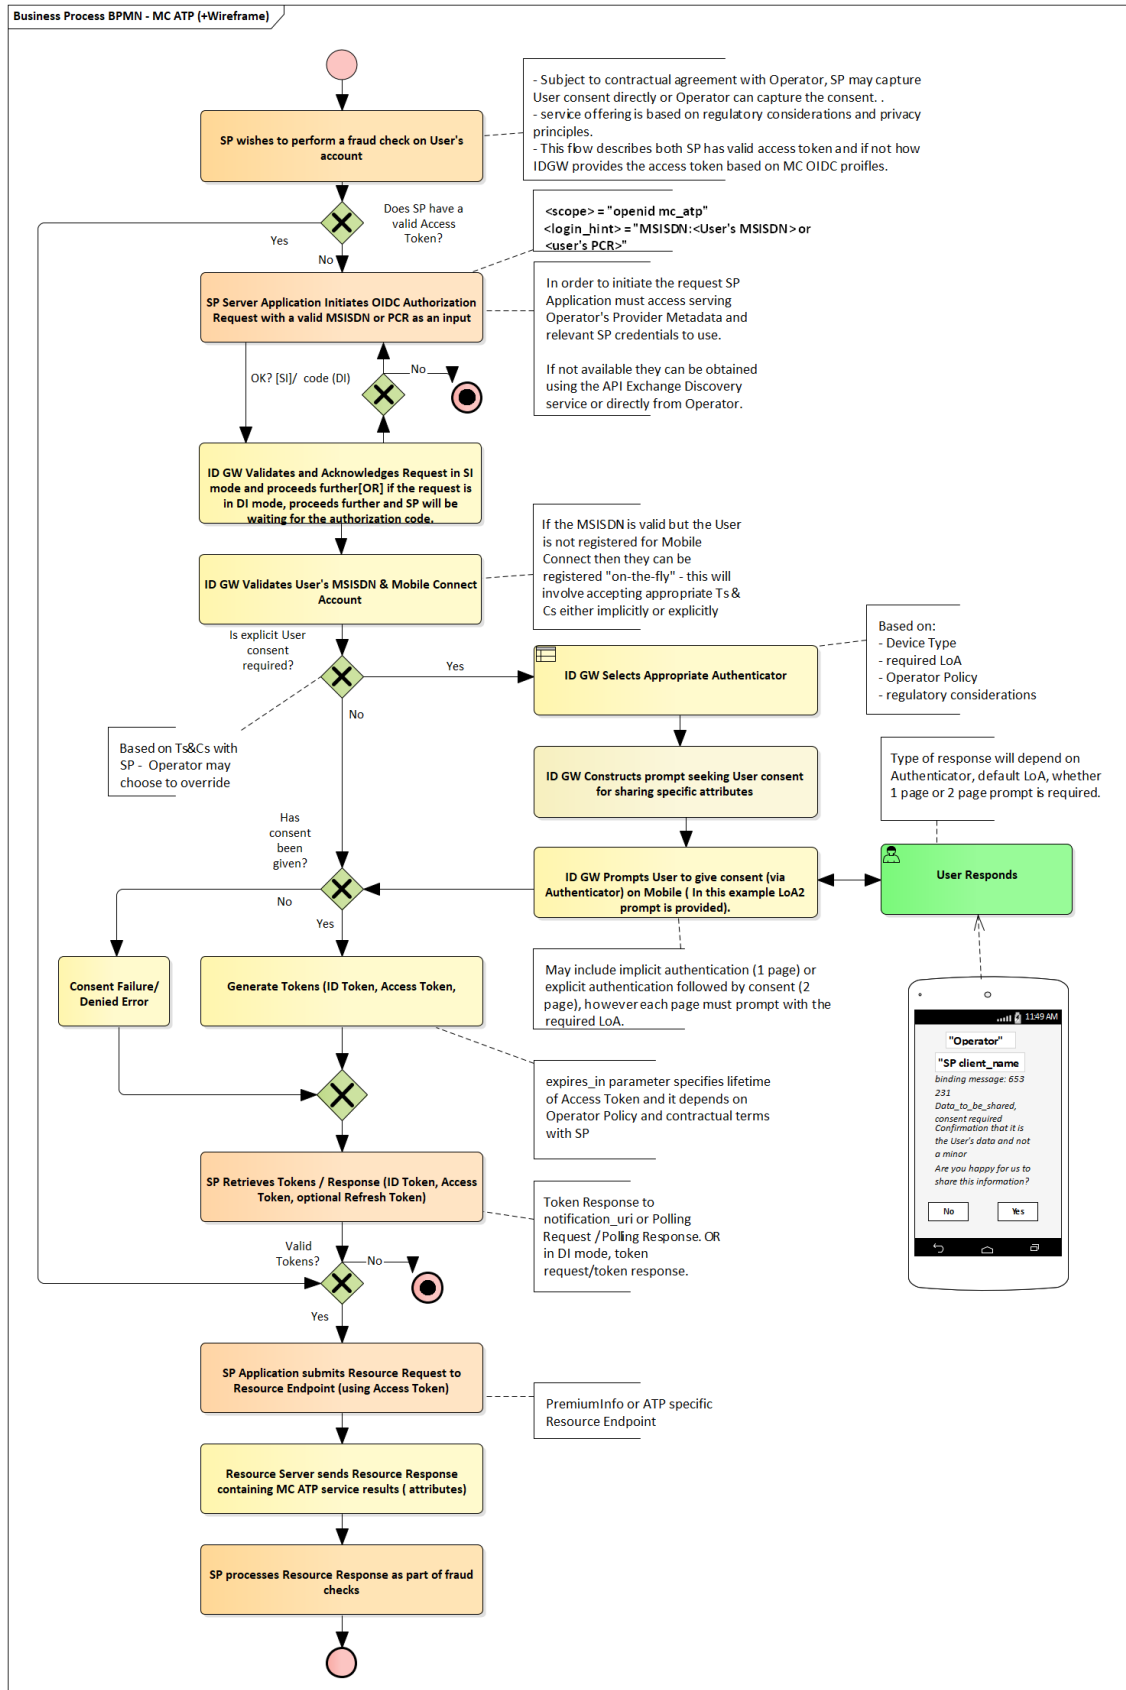 Business Process BPMN - MC ATP (+Wireframe)
- Subject to contractual agreement with Operator, SP may capture
User consent directly or Operator can capture the consent. .
- service offering is based on regulatory considerations and privacy
principles.
- This flow describes both SP has valid access token and if not how
IDGW provides the access token based on MC OIDC proifles.
SP wishes to perform a fraud check on User's
account
Does SP have a
valid Access
Token?
Yes
No
<scope> = "openid mc_atp"
<login_hint> = "MSISDN:<User's MSISDN> or
<user's PCR>"
SP Server Application Initiates OIDC Authorization
Request with a valid MSISDN or PCR as an input
In order to initiate the request SP
Application must access serving
Operator's Provider Metadata and
relevant SP credentials to use.
If not available they can be obtained
using the API Exchange Discovery
service or directly from Operator.
OK? [SI]/  code (DI)
No
ID GW Validates and Acknowledges Request in SI
mode and proceeds further[OR] if the request is
in DI mode, proceeds further and SP will be
waiting for the authorization code.
If the MSISDN is valid but the User
is not registered for Mobile
Connect then they can be
registered "on-the-fly" - this will
involve accepting appropriate Ts&
Cs either implicitly or explicitly
ID GW Validates User's MSISDN & Mobile Connect
Account
Is explicit User
consent
required?
Yes
No
ID GW Selects Appropriate Authenticator
Based on:
- Device Type
- required LoA
- Operator Policy
- regulatory considerations
Based on Ts&Cs with
SP -  Operator may
choose to override
ID GW Constructs prompt seeking User consent
for sharing specific attributes
Type of response will depend on
Authenticator, default LoA, whether
1 page or 2 page prompt is required.
Has
consent
been
given?
No
Yes
ID GW Prompts User to give consent (via
Authenticator) on Mobile ( In this example LoA2
prompt is provided).
User Responds
Consent Failure/
Denied Error
Generate Tokens (ID Token, Access Token,
May include implicit authentication (1 page) or
explicit authentication followed by consent (2
page), however each page must prompt with the
required LoA.
11:49 AM
"Operator"
"SP client_name
binding message: 653
231
Data_to_be_shared,
consent required
Confirmation that it is
the User's data and not
a minor
Are you happy for us to
share this information?
No
Yes
expires_in parameter specifies lifetime
of Access Token and it depends on
Operator Policy and contractual terms
with SP
SP Retrieves Tokens / Response (ID Token, Access
Token, optional Refresh Token)
Token Response to
notification_uri or Polling
Request /Polling Response. OR
in DI mode, token
request/token response.
Valid
Tokens?
No
Yes
SP Application submits Resource Request to
Resource Endpoint (using Access Token)
PremiumInfo or ATP specific
Resource Endpoint
Resource Server sends Resource Response
containing MC ATP service results ( attributes)
SP processes Resource Response as part of fraud
checks